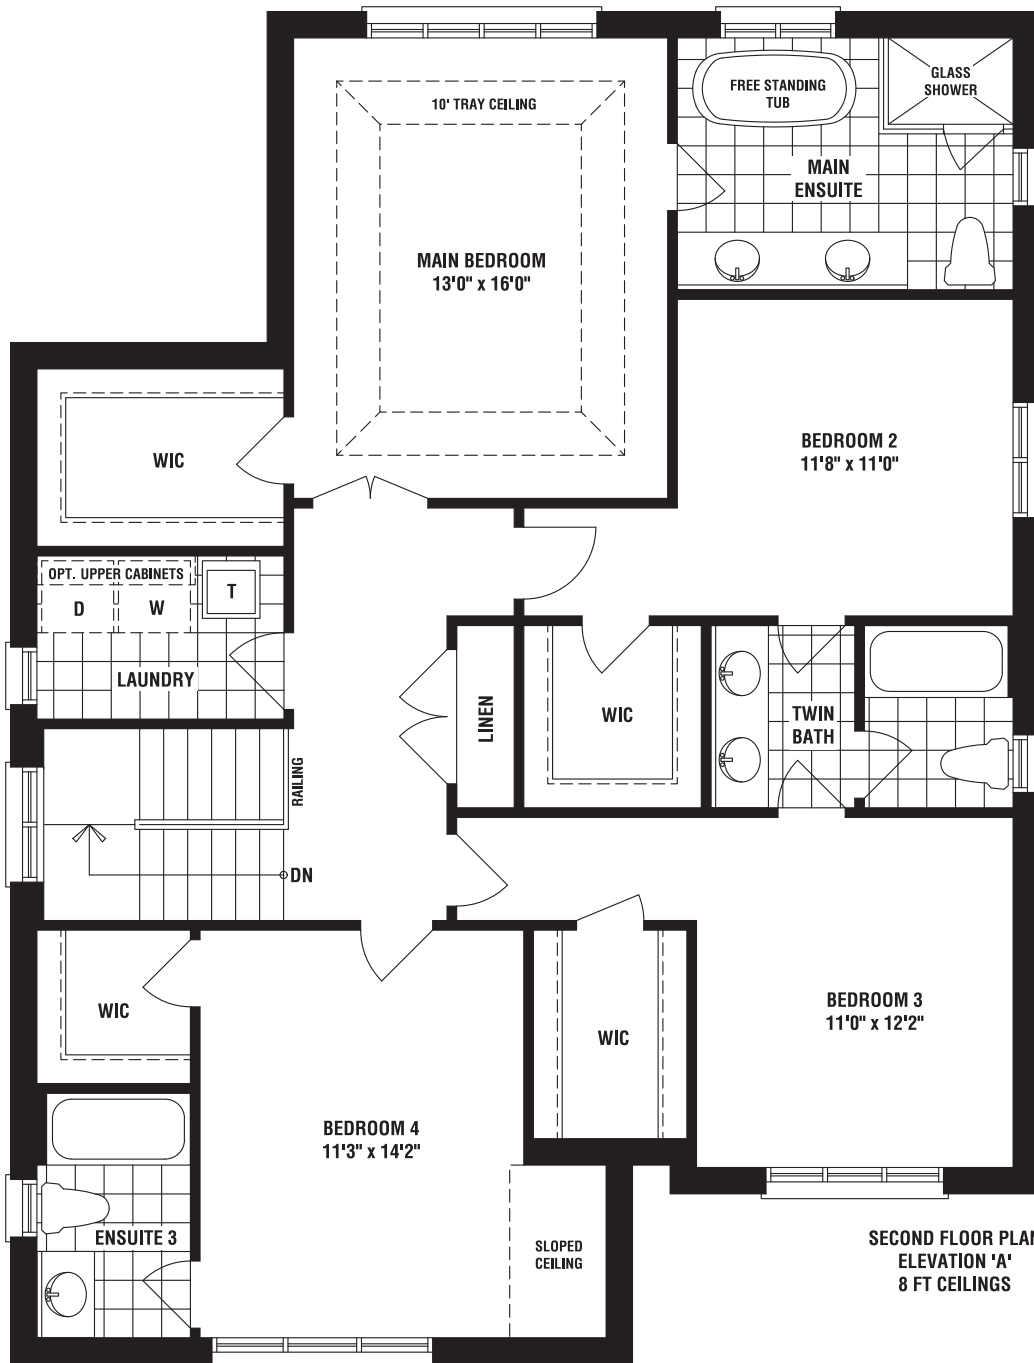 10' TRAY CEILING
FREE STANDING
TUB
GLASS
SHOWER
MAIN
ENSUITE
MAIN BEDROOM
13'0" x 16'0"
BEDROOM 2
11'8" x 11'0"
WIC
OPT. UPPER CABINETS
D
W
T
LAUNDRY
LINEN
WIC
TWIN
BATH
RAILING
DN
WIC
BEDROOM 3
11'0" x 12'2"
WIC
BEDROOM 4
11'3" x 14'2"
ENSUITE 3
SLOPED
CEILING
SECOND FLOOR PLAN
ELEVATION 'A'
8 FT CEILINGS